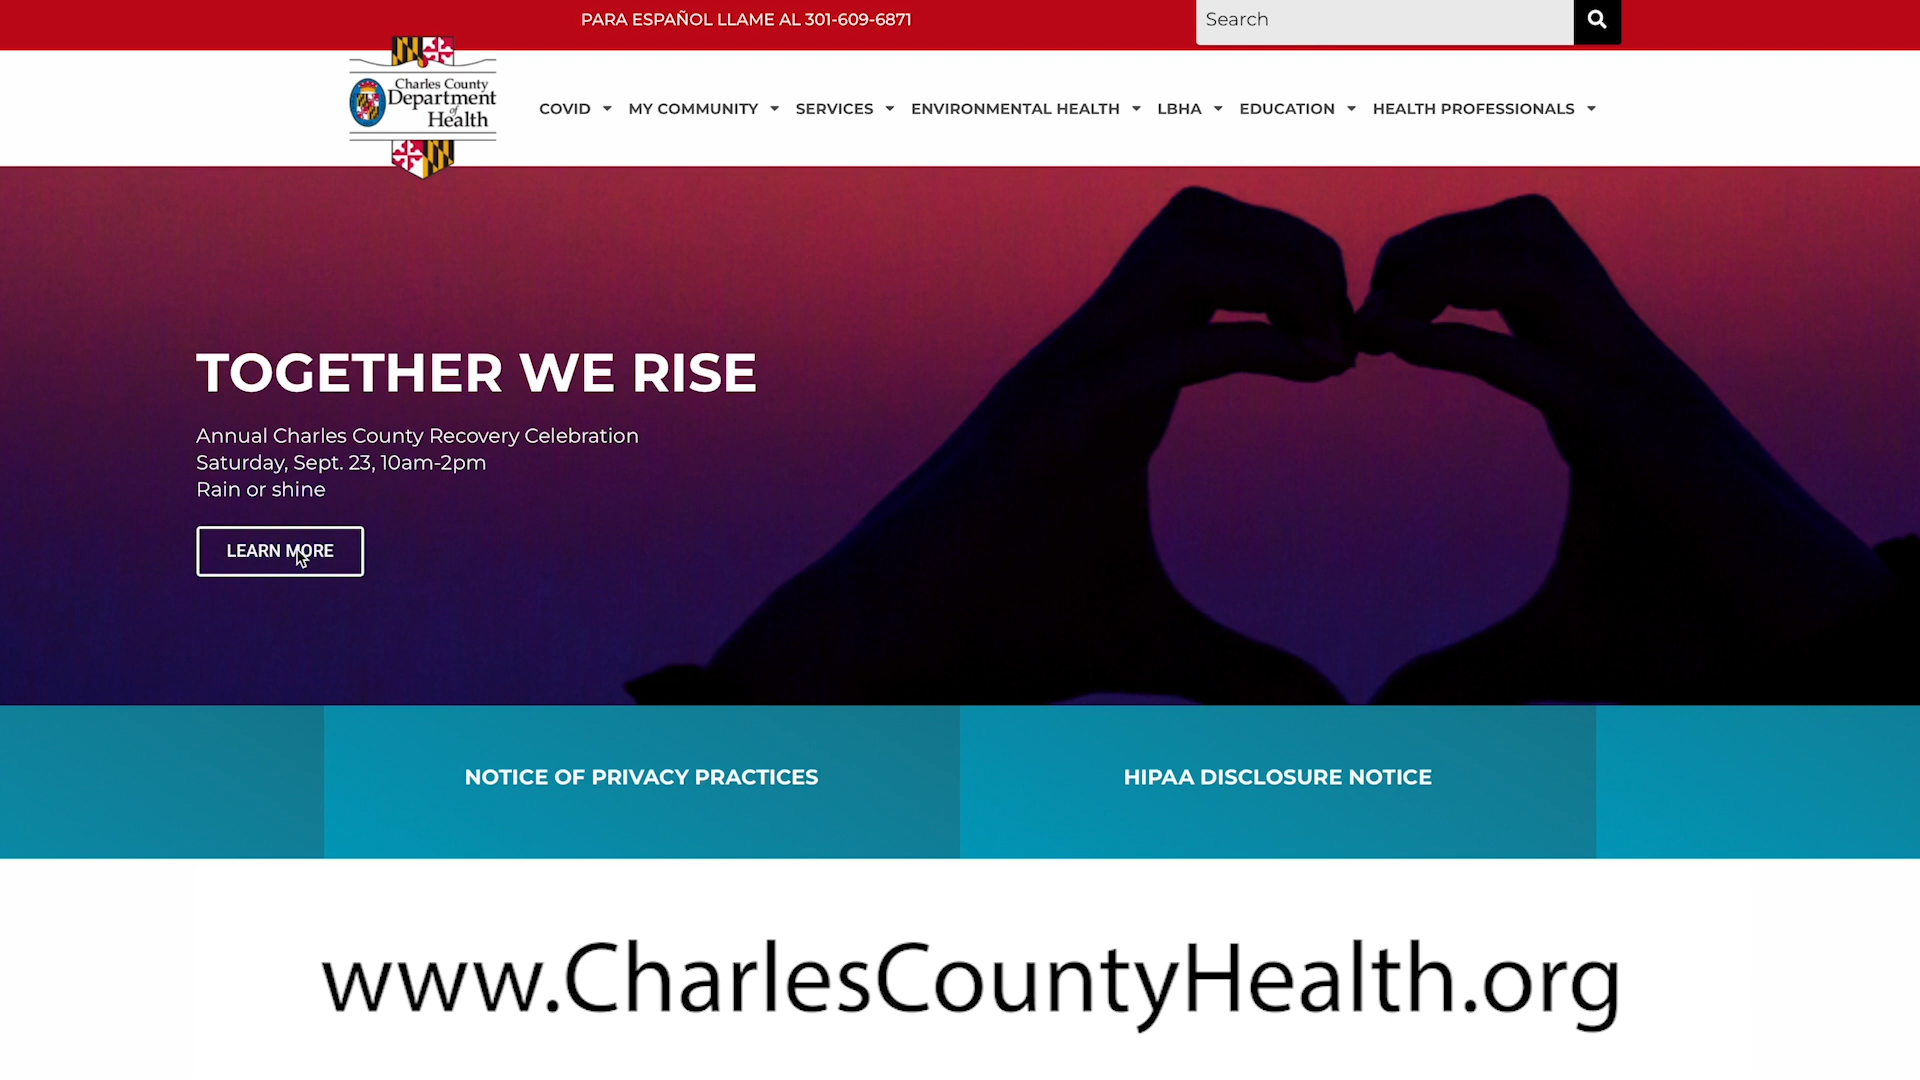 PARA ESPAÑOL LLAME AL 301-609-6871
Search
Charles County
Department
of
Health
COVID
MY COMMUNITY
SERVICES
ENVIRONMENTAL HEALTH
LBHA
EDUCATION
HEALTH PROFESSIONALS
TOGETHER WE RISE
Annual Charles County Recovery Celebration
Saturday, Sept. 23, 10am-2pm
Rain or shine
LEARN MORE
NOTICE OF PRIVACY PRACTICES
HIPAA DISCLOSURE NOTICE
www.CharlesCountyHealth.org